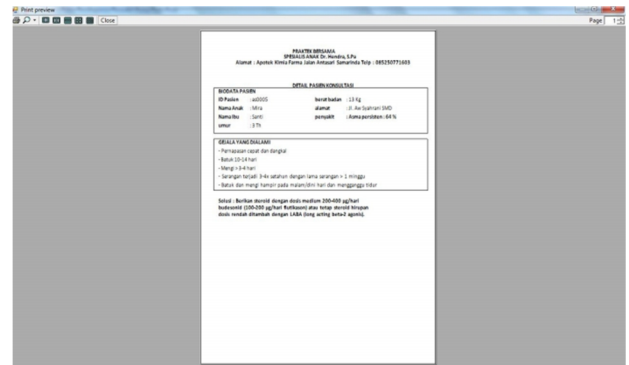 Print preview
Close
Page 1
PRAKTEK BERSAMA
SPESIALIS ANAK Dr. Hendra, S.Pa
Alamat : Apotek Kimia Farma Jalan Antasari Samarinda Telp : 085250771683
DETAIL PASIEN KONSULTASI
BIODATA PASIEN
ID Pasien : as0005 berat badan : 13 Kg
Nama Anak : Mira alamat : Jl. Aw Syahrani SMD
Nama Ibu : Santi penyakit : Asma persisten : 64 %
umur : 3 Th
GEJALA YANG DIALAMI
- Pernapasan cepat dan dangkal
- Batuk 10-14 hari
- Mengi > 3-4 hari
- Serangan terjadi 3-4x setahun dengan lama serangan > 1 minggu
- Batuk dan mengi hampir pada malam/dini hari dan mengganggu tidur
Solusi : Berikan steroid dengan dosis medium 200-400 µg/hari
budesonid (100-200 µg/hari flutikason) atau tetap steroid hirupan
dosis rendah ditambah dengan LABA (long acting beta-2 agonis).